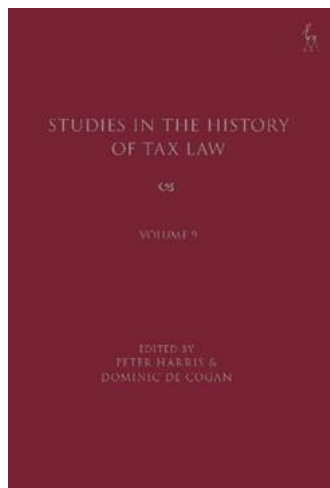 STUDIES IN THE HISTORY
OF TAX LAW
VOLUME 9
EDITED BY
PETER HARRIS &
DOMINIC DE COGAN